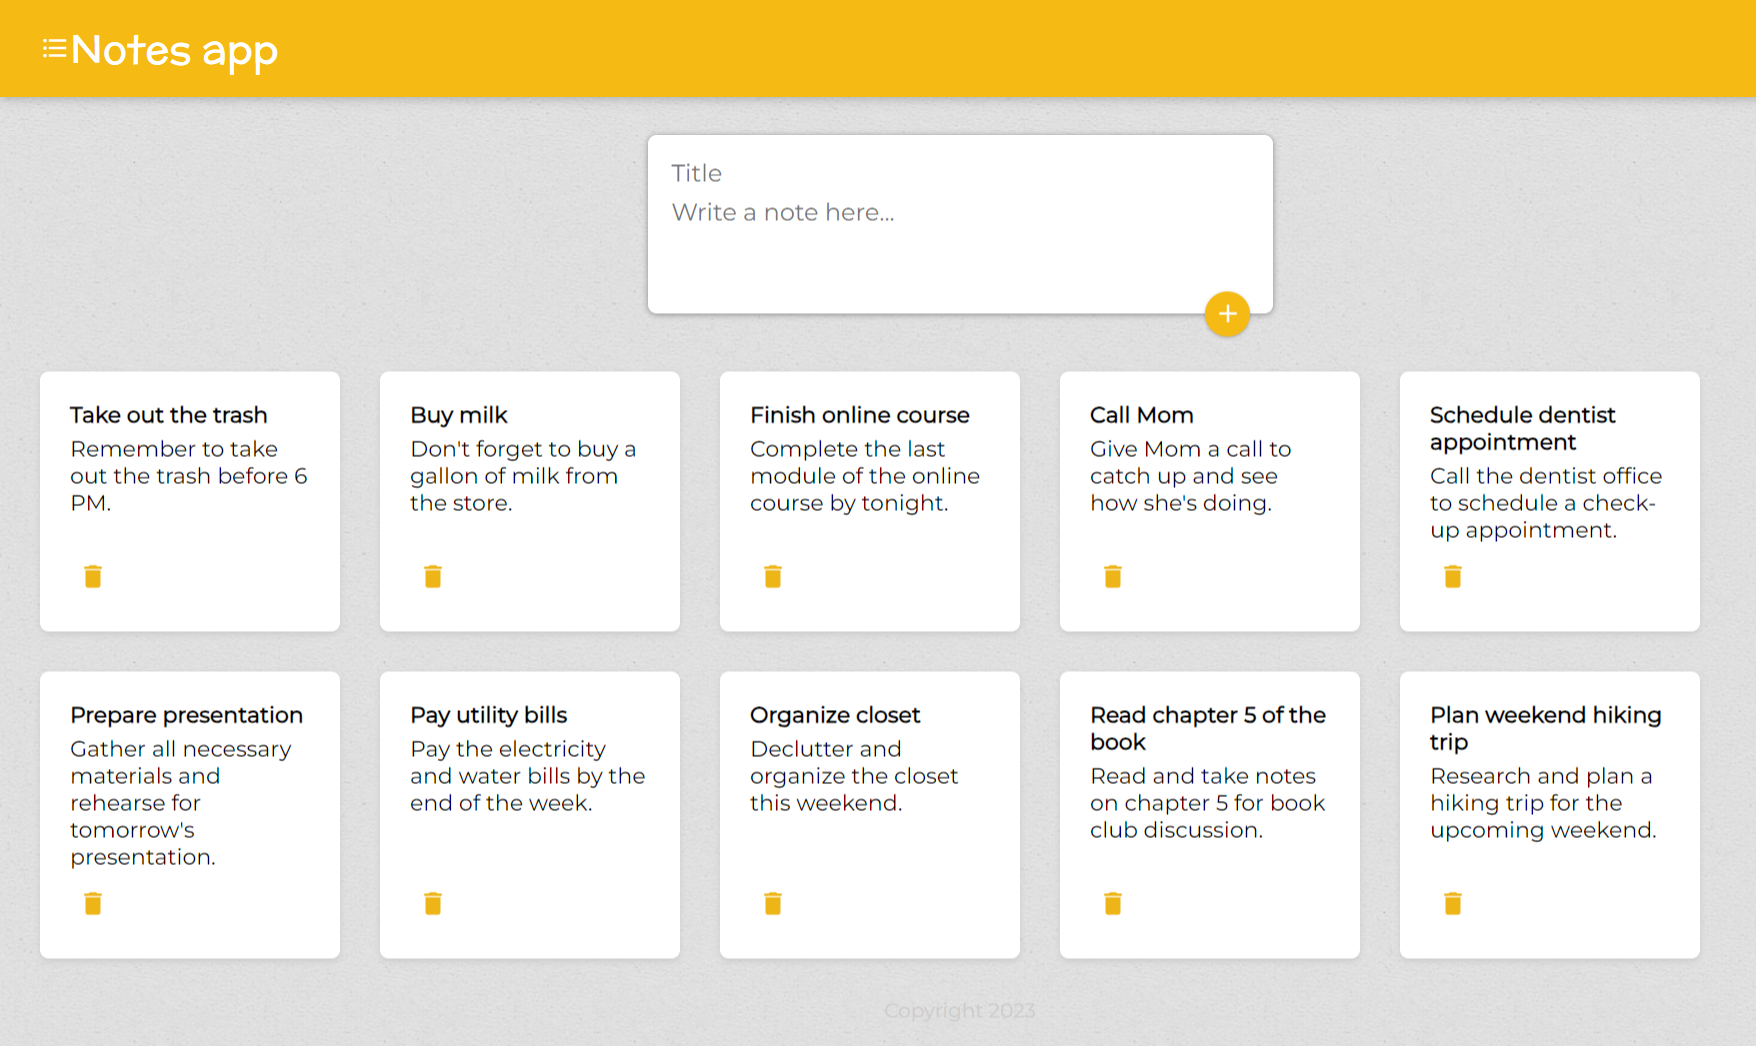 Notes app
Title
Write a note here...
Take out the trash
Remember to take
out the trash before 6
PM.
Buy milk
Don't forget to buy a
gallon of milk from
the store.
Finish online course
Complete the last
module of the online
course by tonight.
Call Mom
Give Mom a call to
catch up and see
how she's doing.
Schedule dentist
appointment
Call the dentist office
to schedule a check-
up appointment.
Prepare presentation
Gather all necessary
materials and
rehearse for
tomorrow's
presentation.
Pay utility bills
Pay the electricity
and water bills by the
end of the week.
Organize closet
Declutter and
organize the closet
this weekend.
Read chapter 5 of the
book
Read and take notes
on chapter 5 for book
club discussion.
Plan weekend hiking
trip
Research and plan a
hiking trip for the
upcoming weekend.
Copyright 2023